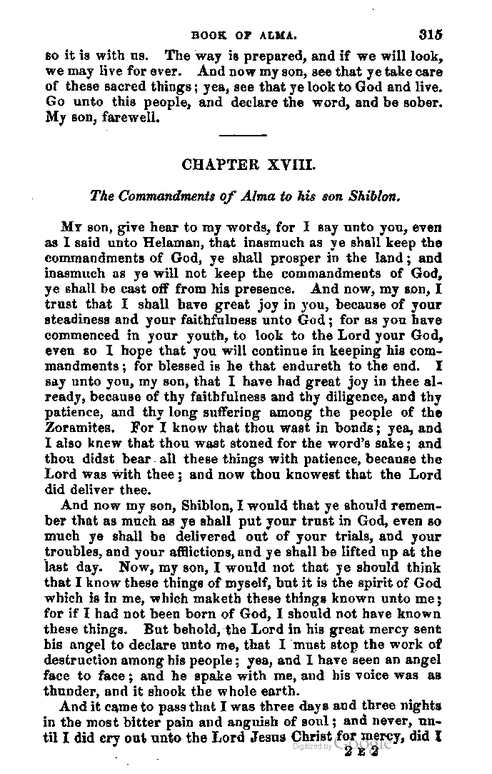 BOOK OF ALMA. 315
so it is with us. The way is prepared, and if we will look,
we may live for ever. And now my son, see that ye take care
of these sacred things; yea, see that ye look to God and live.
Go unto this people, and declare the word, and be sober.
My son, farewell.
CHAPTER XVIII.
The Commandments of Alma to his son Shiblon.
MY son, give hear to my words, for I say unto you, even
as I said unto Helaman, that inasmuch as ye shall keep the
commandments of God, ye shall prosper in the land; and
inasmuch as ye will not keep the commandments of God,
ye shall be cast off from his presence. And now, my son, I
trust that I shall have great joy in you, because of your
steadiness and your faithfulness unto God; for as you have
commenced in your youth, to look to the Lord your God,
even so I hope that you will continue in keeping his com-
mandments; for blessed is he that endureth to the end. I
say unto you, my son, that I have had great joy in thee al-
ready, because of thy faithfulness and thy diligence, and thy
patience, and thy long suffering among the people of the
Zoramites. For I know that thou wast in bonds; yea, and
I also knew that thou wast stoned for the word's sake; and
thou didst bear all these things with patience, because the
Lord was with thee; and now thou knowest that the Lord
did deliver thee.
And now my son, Shiblon, I would that ye should remem-
ber that as much as ye shall put your trust in God, even so
much ye shall be delivered out of your trials, and your
troubles, and your afflictions, and ye shall be lifted up at the
last day. Now, my son, I would not that ye should think
that I know these things of myself, but it is the spirit of God
which is in me, which maketh these things known unto me;
for if I had not been born of God, I should not have known
these things. But behold, the Lord in his great mercy sent
his angel to declare unto me, that I must stop the work of
destruction among his people; yea, and I have seen an angel
face to face; and he spake with me, and his voice was as
thunder, and it shook the whole earth.
And it came to pass that I was three days and three nights
in the most bitter pain and anguish of soul; and never, un-
til I did cry out unto the Lord Jesus Christ for mercy, did I
Digitized by Google
2 E 2